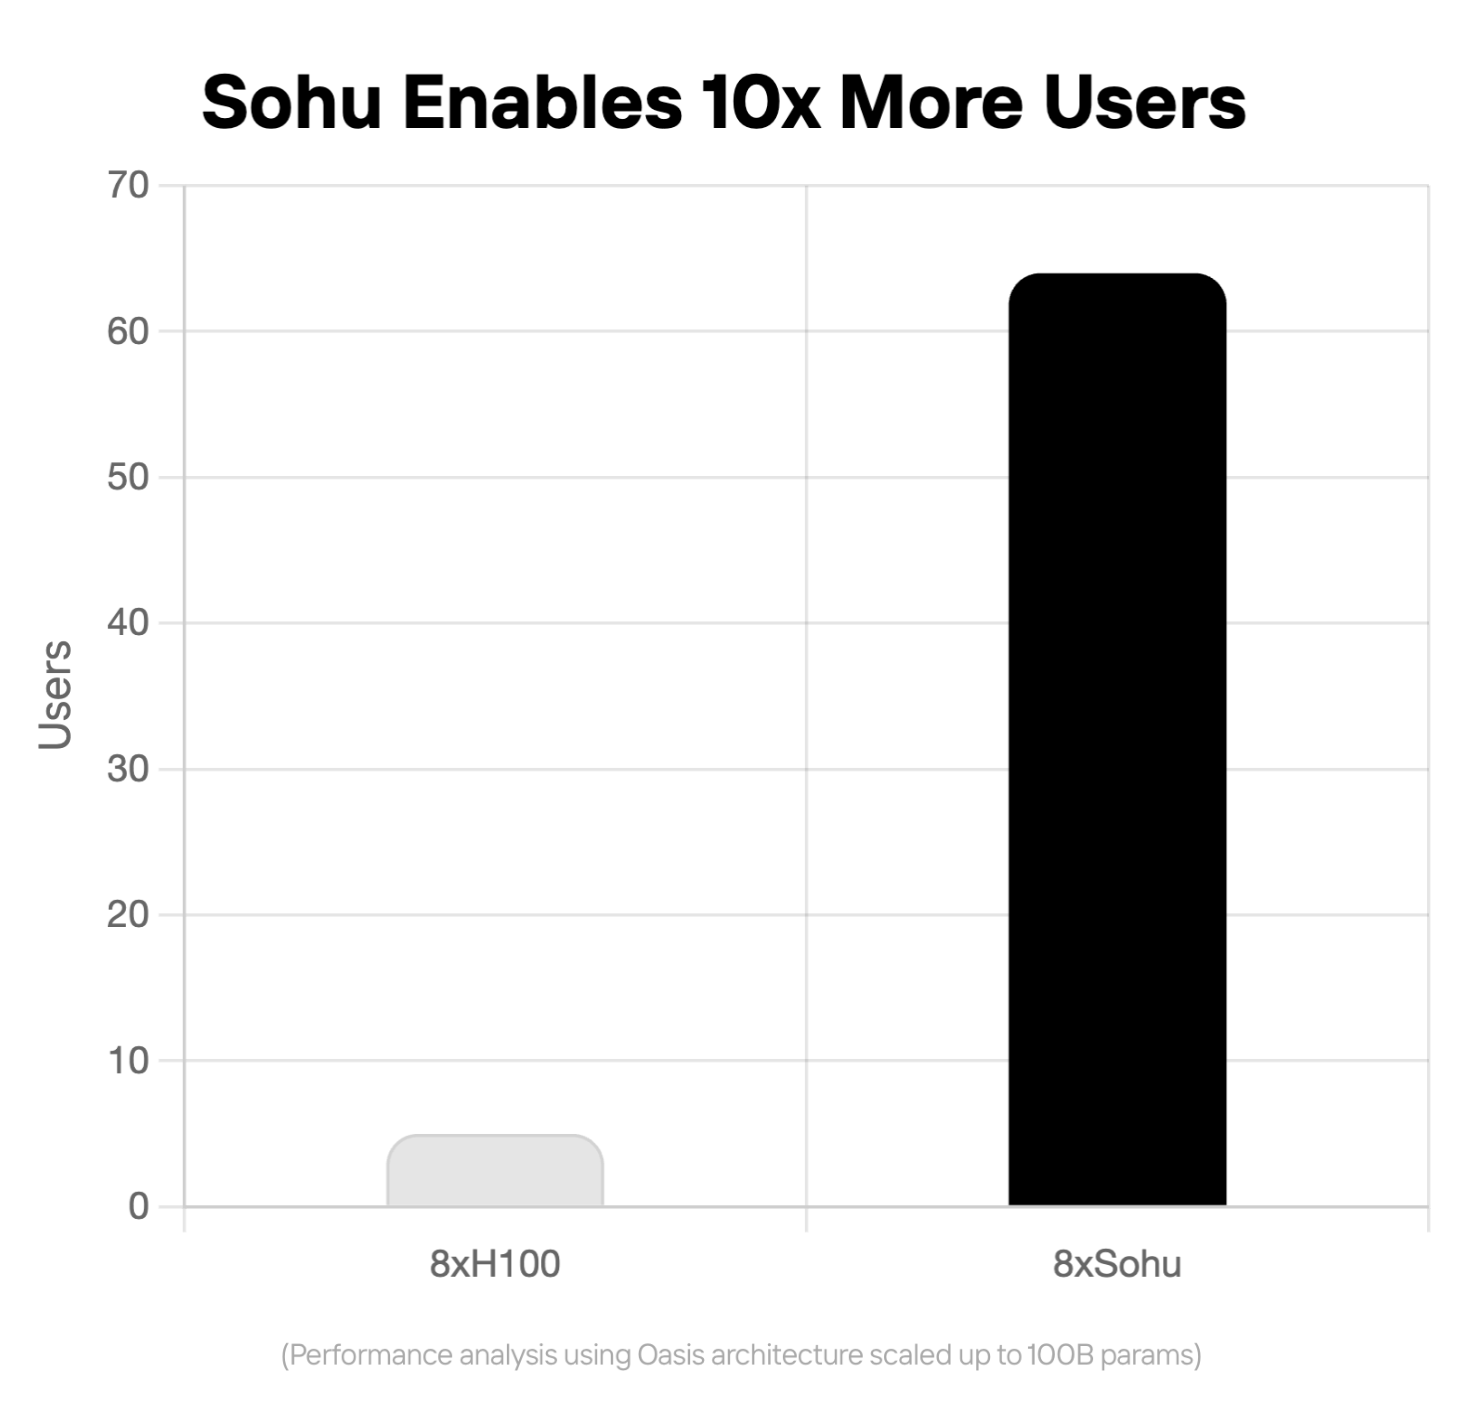 Sohu Enables 10x More Users
70
60
50
40
30
20
10
0
Users
8xH100
8xSohu
(Performance analysis using Oasis architecture scaled up to 100B params)